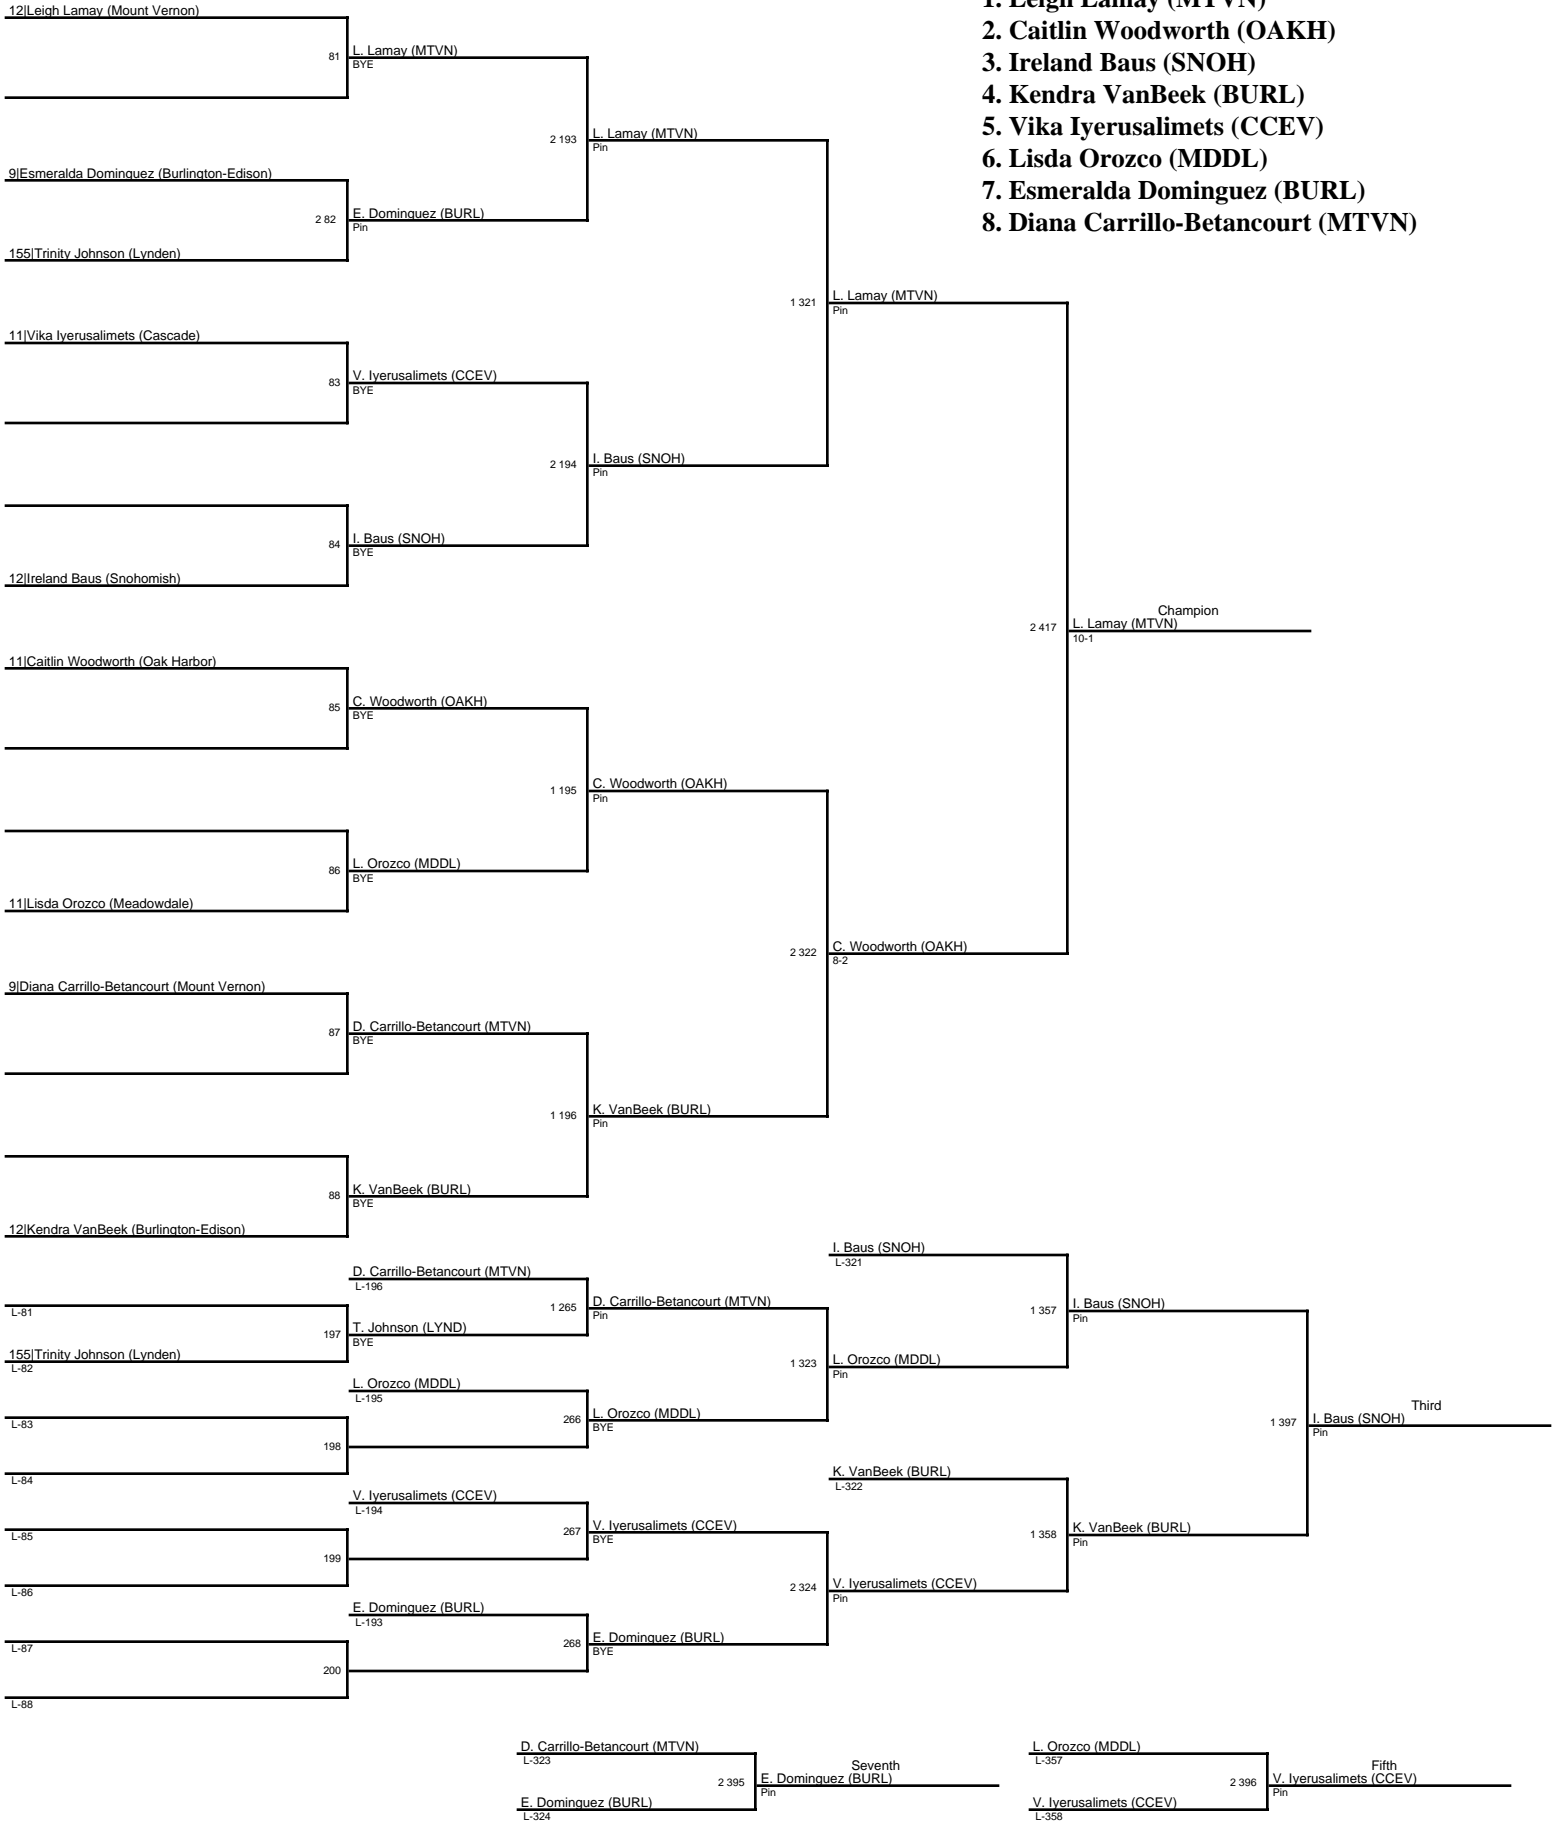 1. Leigh Lamay (MTVN)
2. Caitlin Woodworth (OAKH)
3. Ireland Baus (SNOH)
4. Kendra VanBeek (BURL)
5. Vika Iyerusalimets (CCEV)
6. Lisda Orozco (MDDL)
7. Esmeralda Dominguez (BURL)
8. Diana Carrillo-Betancourt (MTVN)
12|Leigh Lamay (Mount Vernon)
81
L. Lamay (MTVN)
BYE
2 193
L. Lamay (MTVN)
Pin
9|Esmeralda Dominguez (Burlington-Edison)
2 82
E. Dominguez (BURL)
Pin
155|Trinity Johnson (Lynden)
1 321
L. Lamay (MTVN)
Pin
11|Vika Iyerusalimets (Cascade)
83
V. Iyerusalimets (CCEV)
BYE
2 194
I. Baus (SNOH)
Pin
84
I. Baus (SNOH)
BYE
12|Ireland Baus (Snohomish)
Champion
2 417
L. Lamay (MTVN)
10-1
11|Caitlin Woodworth (Oak Harbor)
85
C. Woodworth (OAKH)
BYE
1 195
C. Woodworth (OAKH)
Pin
86
L. Orozco (MDDL)
BYE
11|Lisda Orozco (Meadowdale)
2 322
C. Woodworth (OAKH)
8-2
9|Diana Carrillo-Betancourt (Mount Vernon)
87
D. Carrillo-Betancourt (MTVN)
BYE
1 196
K. VanBeek (BURL)
Pin
88
K. VanBeek (BURL)
BYE
12|Kendra VanBeek (Burlington-Edison)
I. Baus (SNOH)
L-321
D. Carrillo-Betancourt (MTVN)
L-196
1 265
D. Carrillo-Betancourt (MTVN)
Pin
L-81
197
T. Johnson (LYND)
BYE
155|Trinity Johnson (Lynden)
L-82
1 357
I. Baus (SNOH)
Pin
1 323
L. Orozco (MDDL)
Pin
L. Orozco (MDDL)
L-195
266
L. Orozco (MDDL)
BYE
L-83
198
L-84
Third
1 397
I. Baus (SNOH)
Pin
K. VanBeek (BURL)
L-322
V. Iyerusalimets (CCEV)
L-194
267
V. Iyerusalimets (CCEV)
BYE
L-85
199
L-86
1 358
K. VanBeek (BURL)
Pin
2 324
V. Iyerusalimets (CCEV)
Pin
E. Dominguez (BURL)
L-193
268
E. Dominguez (BURL)
BYE
L-87
200
L-88
D. Carrillo-Betancourt (MTVN)
L-323
Seventh
2 395
E. Dominguez (BURL)
Pin
E. Dominguez (BURL)
L-324
L. Orozco (MDDL)
L-357
Fifth
2 396
V. Iyerusalimets (CCEV)
Pin
V. Iyerusalimets (CCEV)
L-358